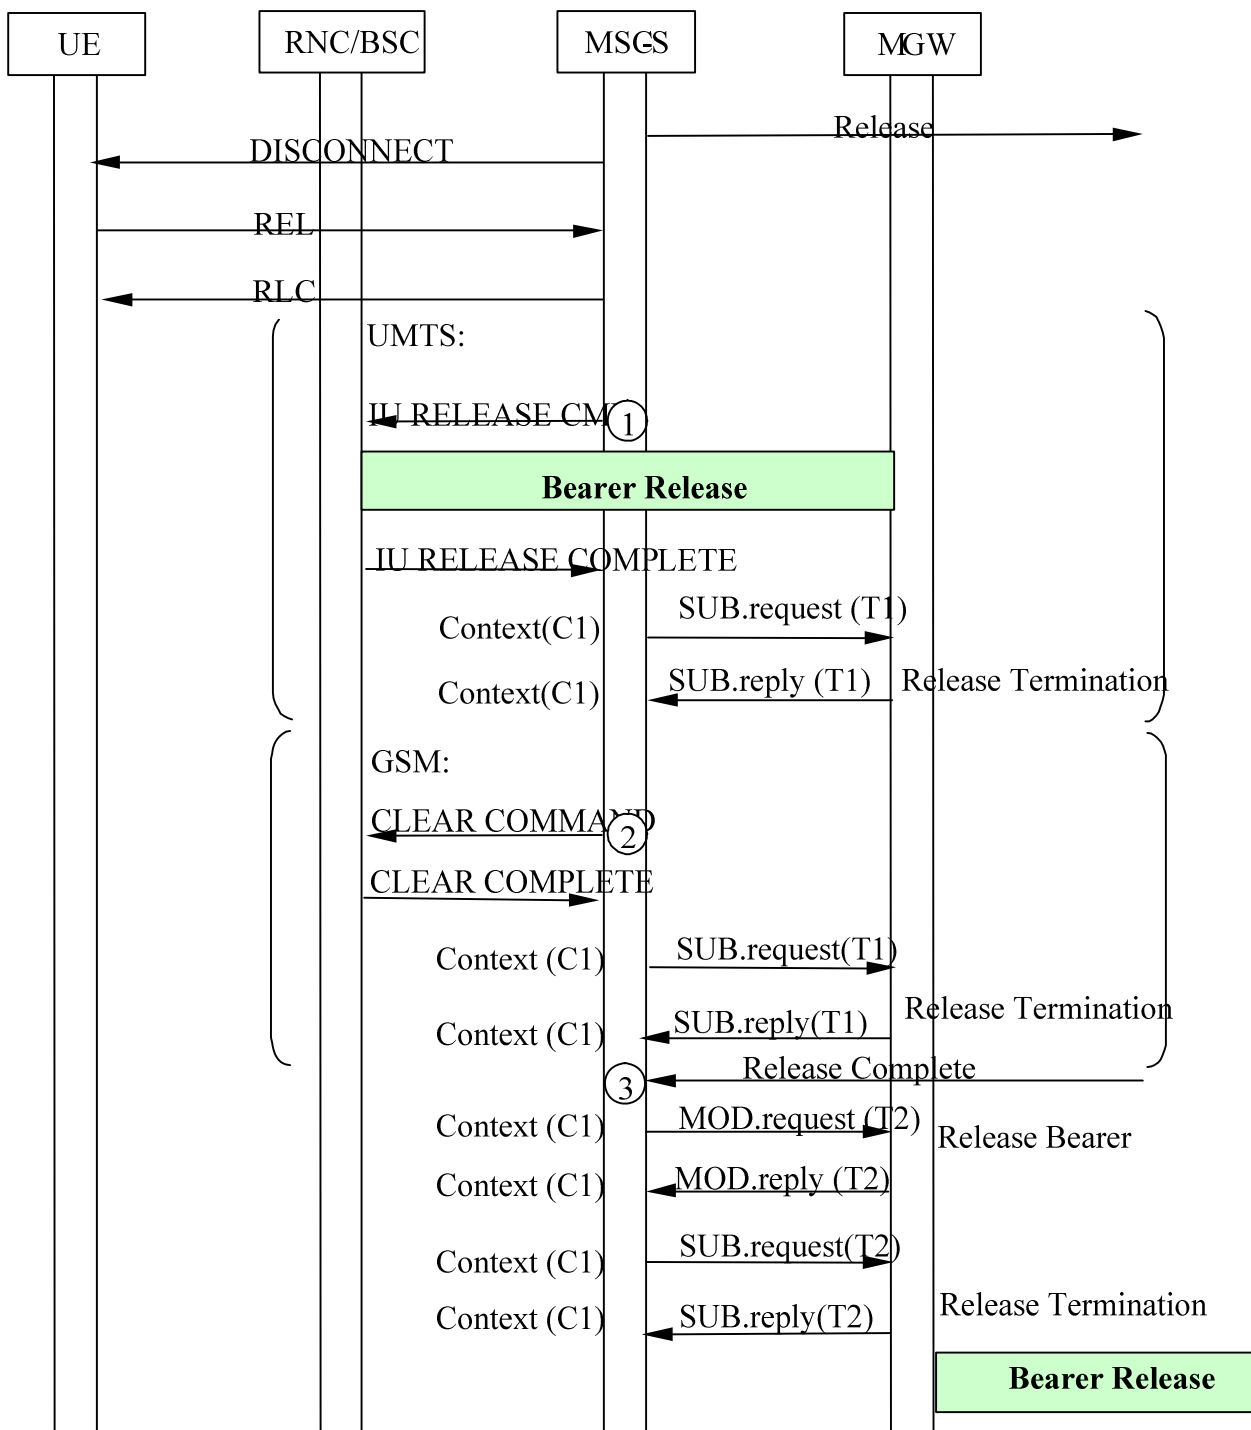 UE
RNC/BSC
MSC-S
MGW
Release
DISCONNECT
REL
RLC
UMTS:
IU RELEASE
1
Bearer Release
IU RELEASE COMPLETE
SUB.request (T1)
Context(C1)
SUB.reply (T1)
Release Termination
Context(C1)
GSM:
CLEAR COMMAND
2
CLEAR COMPLETE
SUB.request(T1)
Context (C1)
Release Termination
SUB.reply(T1)
Context (C1)
Release Complete
3
MOD.request (T2)
Context (C1)
Release Bearer
MOD.reply (T2)
Context (C1)
SUB.request(T2)
Context (C1)
Release Termination
SUB.reply(T2)
Context (C1)
Bearer Release